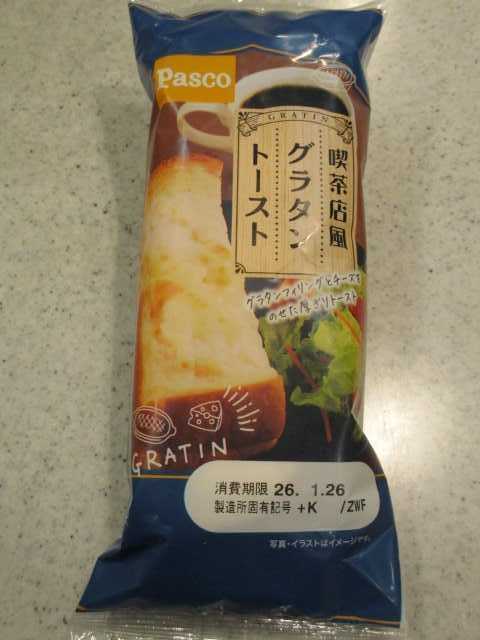 Pasco
GRATIN
喫茶店風
グラタン
トースト
グラタンフィリングとチーズを
のせた厚ぎりトースト
GRATIN
消費期限 26. 1.26
製造所固有記号 +K /ZWF
写真・イラストはイメージです。